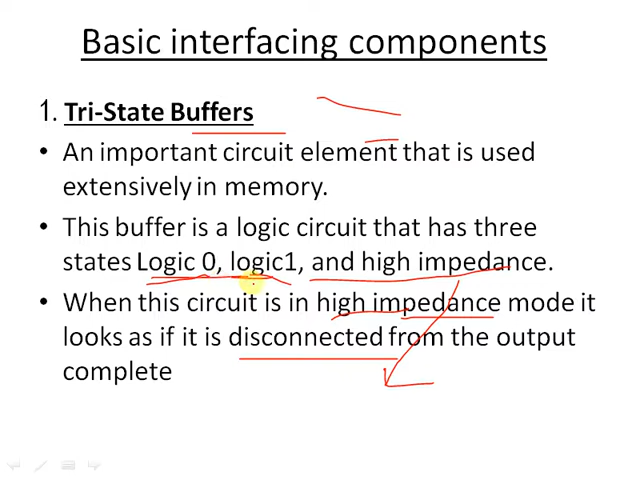 Basic interfacing components
1. Tri-State Buffers
• An important circuit element that is used
extensively in memory.
• This buffer is a logic circuit that has three
states Logic 0, logic1, and high impedance.
• When this circuit is in high impedance mode it
looks as if it is disconnected from the output
complete